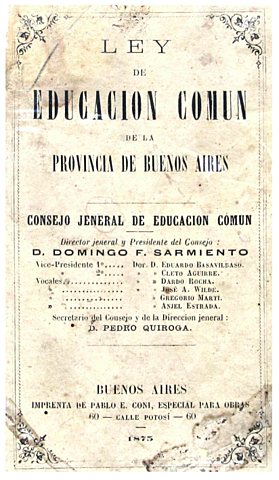 LEY
DE
EDUCACION COMUN
DE LA
PROVINCIA DE BUENOS AIRES
CONSEJO JENERAL DE EDUCACION COMUN
Director jeneral y Presidente del Consejo:
D. DOMINGO F. SARMIENTO
Vice-Presidente 1º..... Dor. D. EDUARDO BASAVILBASO.
» 2º..... » » CLETO AGUIRRE.
Vocales................ » » DARDO ROCHA.
» ................ » » JOSÉ A. WILDE.
» ................ » » GREGORIO MARTI.
» ................ » » ANJEL ESTRADA.
Secretario del Consejo y de la Direccion jeneral:
D. PEDRO QUIROGA.
BUENOS AIRES
IMPRENTA DE PABLO E. CONI, ESPECIAL PARA OBRAS
60 — CALLE POTOSÍ — 60
1875